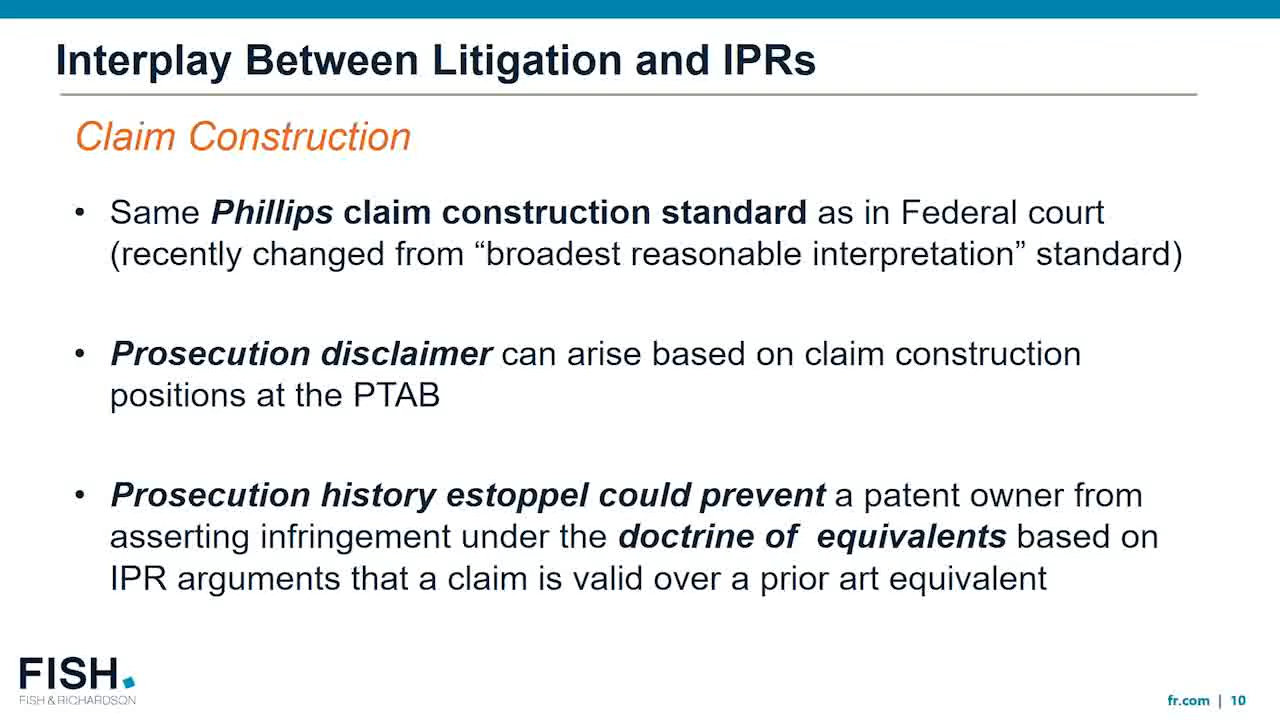 Interplay Between Litigation and IPRs
Claim Construction
• Same Phillips claim construction standard as in Federal court
(recently changed from “broadest reasonable interpretation” standard)
• Prosecution disclaimer can arise based on claim construction
positions at the PTAB
• Prosecution history estoppel could prevent a patent owner from
asserting infringement under the doctrine of equivalents based on
IPR arguments that a claim is valid over a prior art equivalent
FISH.
FISH & RICHARDSON
fr.com | 10